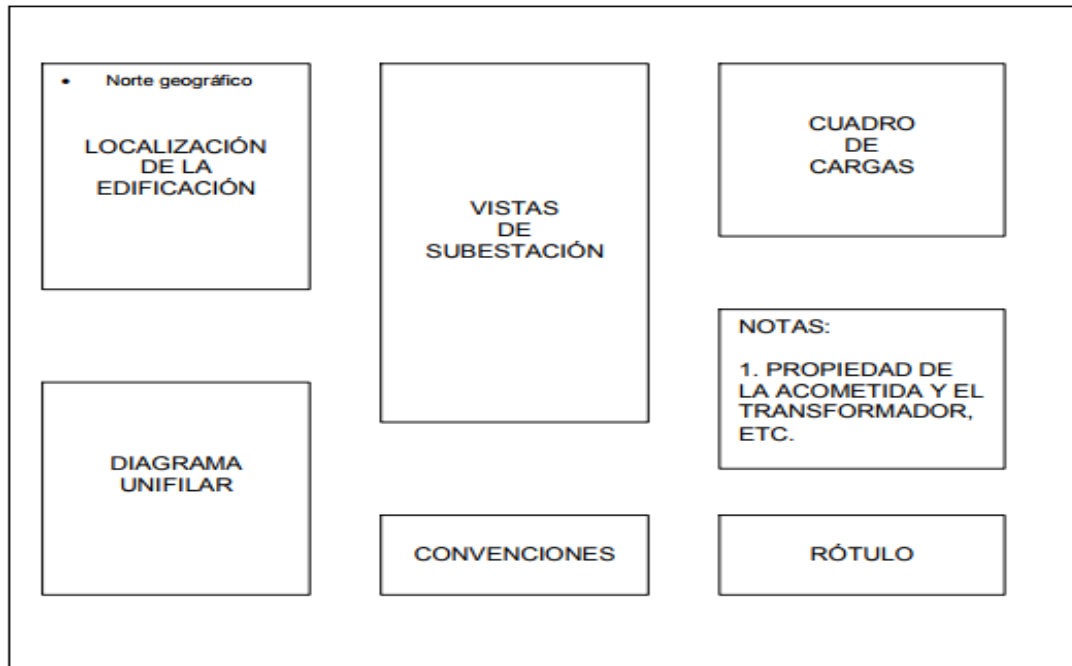 • Norte geográfico
LOCALIZACIÓN
DE LA
EDIFICACIÓN
DIAGRAMA
UNIFILAR
VISTAS
DE
SUBESTACIÓN
CONVENCIONES
CUADRO
DE
CARGAS
NOTAS:
1. PROPIEDAD DE
LA ACOMETIDA Y EL
TRANSFORMADOR,
ETC.
RÓTULO